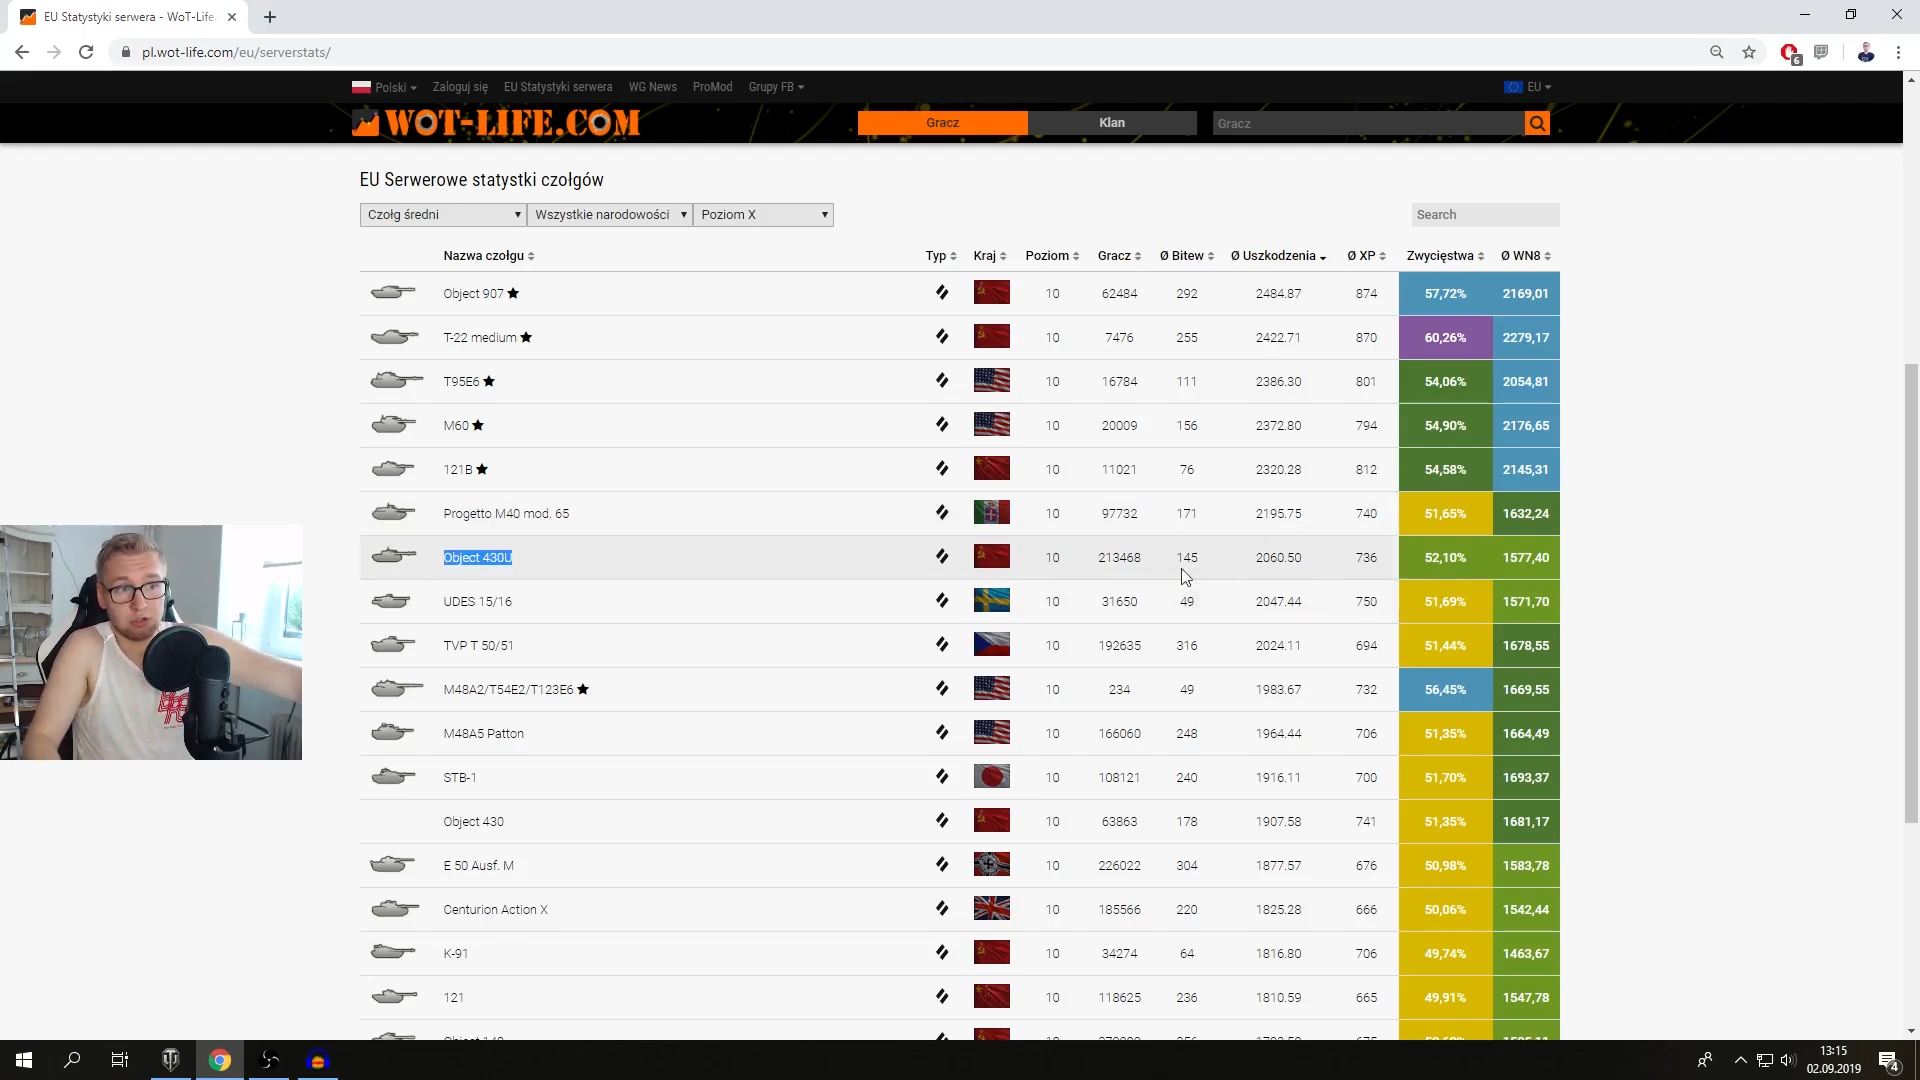 EU Statystyki serwera - WoT-Life.
pl.wot-life.com/eu/serverstats/
6
Polski Zaloguj się EU Statystyki serwera WG News ProMod Grupy FB EU
WOT-LIFE.COM Gracz Klan Gracz
EU Serwerowe statystki czołgów
Czołg średni Wszystkie narodowości Poziom X Search
Nazwa czołgu Typ Kraj Poziom Gracz Ø Bitew Ø Uszkodzenia Ø XP Zwycięstwa Ø WN8
Object 907 ★ 10 62484 292 2484.87 874 57,72% 2169,01
T-22 medium ★ 10 7476 255 2422.71 870 60,26% 2279,17
T95E6 ★ 10 16784 111 2386.30 801 54,06% 2054,81
M60 ★ 10 20009 156 2372.80 794 54,90% 2176,65
121B ★ 10 11021 76 2320.28 812 54,58% 2145,31
Progetto M40 mod. 65 10 97732 171 2195.75 740 51,65% 1632,24
Object 430U 10 213468 145 2060.50 736 52,10% 1577,40
UDES 15/16 10 31650 49 2047.44 750 51,69% 1571,70
TVP T 50/51 10 192635 316 2024.11 694 51,44% 1678,55
M48A2/T54E2/T123E6 ★ 10 234 49 1983.67 732 56,45% 1669,55
M48A5 Patton 10 166060 248 1964.44 706 51,35% 1664,49
STB-1 10 108121 240 1916.11 700 51,70% 1693,37
Object 430 10 63863 178 1907.58 741 51,35% 1681,17
E 50 Ausf. M 10 226022 304 1877.57 676 50,98% 1583,78
Centurion Action X 10 185566 220 1825.28 666 50,06% 1542,44
K-91 10 34274 64 1816.80 706 49,74% 1463,67
121 10 118625 236 1810.59 665 49,91% 1547,78
13:15
02.09.2019
4